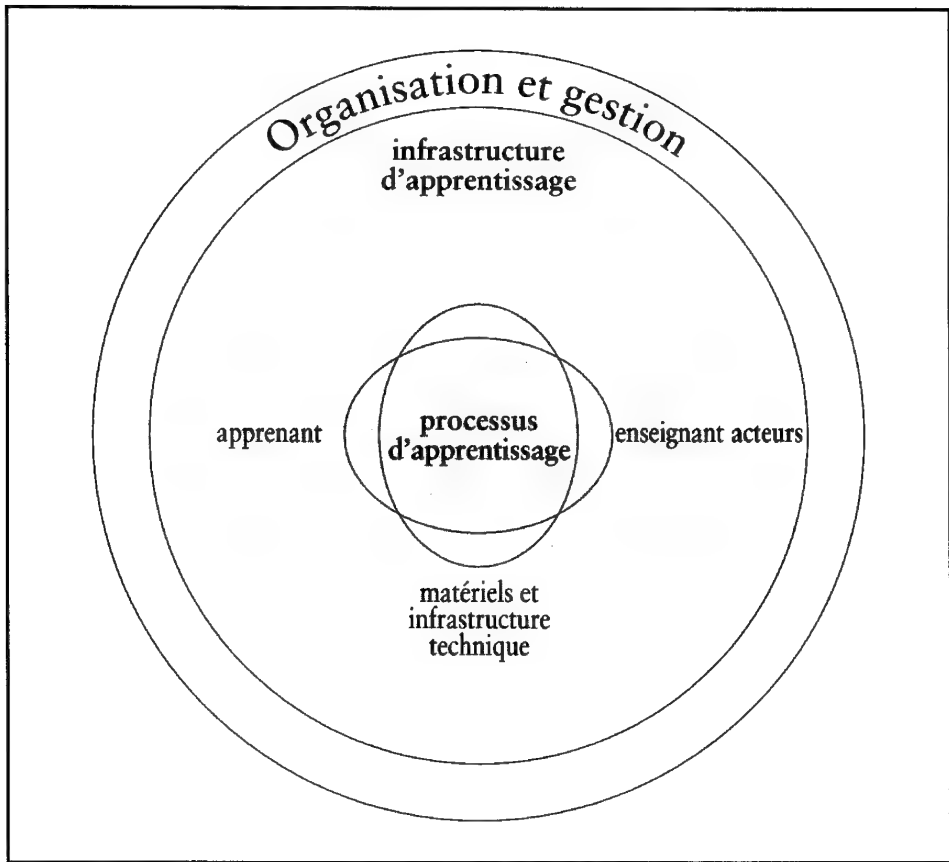 Organisation et gestion
infrastructure
d'apprentissage
apprenant
processus
d'apprentissage
enseignant acteurs
matériels et
infrastructure
technique